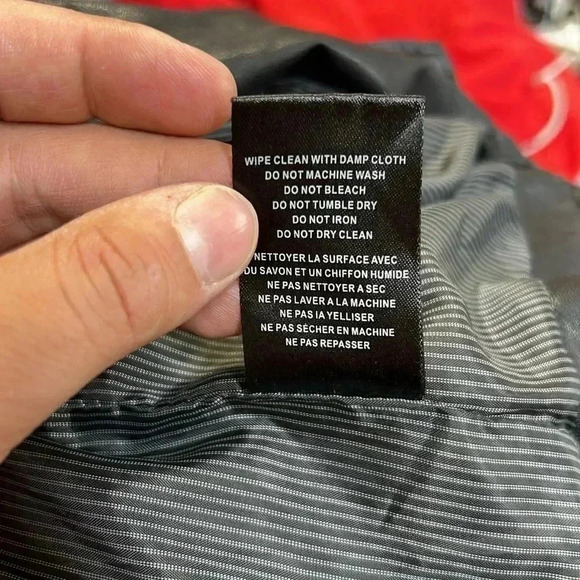 WIPE CLEAN WITH DAMP CLOTH
DO NOT MACHINE WASH
DO NOT BLEACH
DO NOT TUMBLE DRY
DO NOT IRON
DO NOT DRY CLEAN
NETTOYER LA SURFACE AVEC
DU SAVON ET UN CHIFFON HUMIDE
NE PAS NETTOYER A SEC
NE PAS LAVER A LA MACHINE
NE PAS IA YELLISER
NE PAS SÈCHER EN MACHINE
NE PAS REPASSER